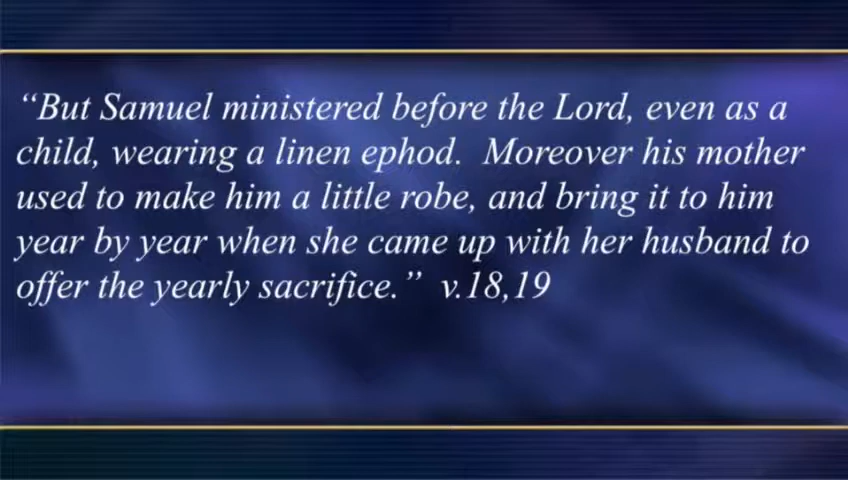 “But Samuel ministered before the Lord, even as a
child, wearing a linen ephod.  Moreover his mother
used to make him a little robe, and bring it to him
year by year when she came up with her husband to
offer the yearly sacrifice.”  v.18,19